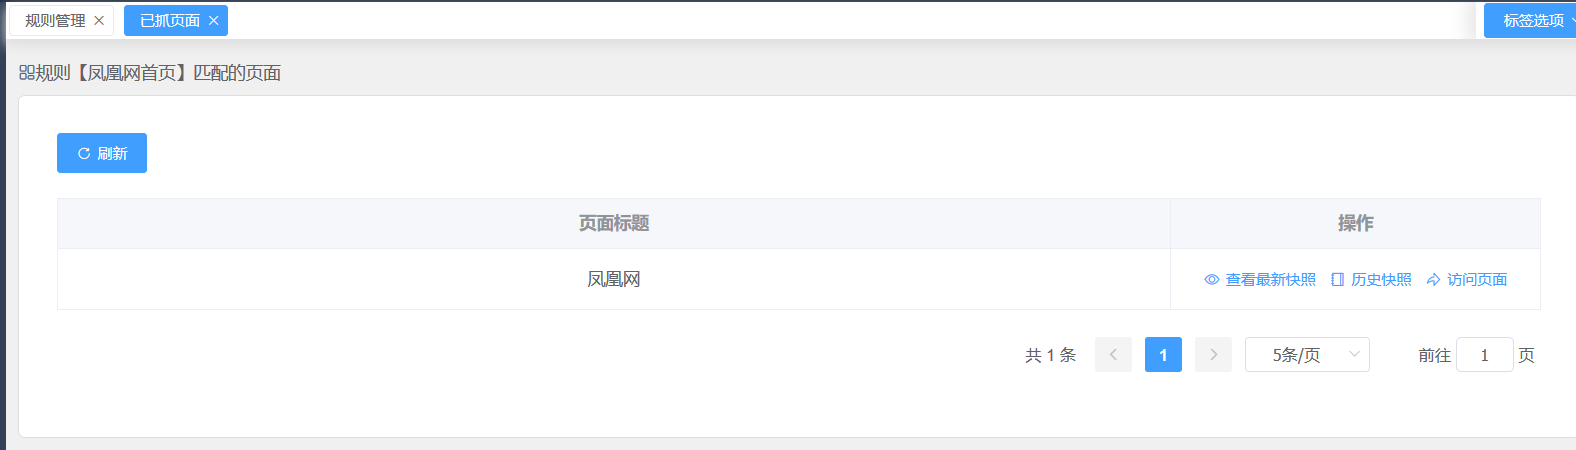 规则管理 已抓页面 标签选项
规则【凤凰网首页】匹配的页面
刷新
页面标题 操作
凤凰网 查看最新快照 历史快照 访问页面
共 1 条 1 5条/页 前往 1 页